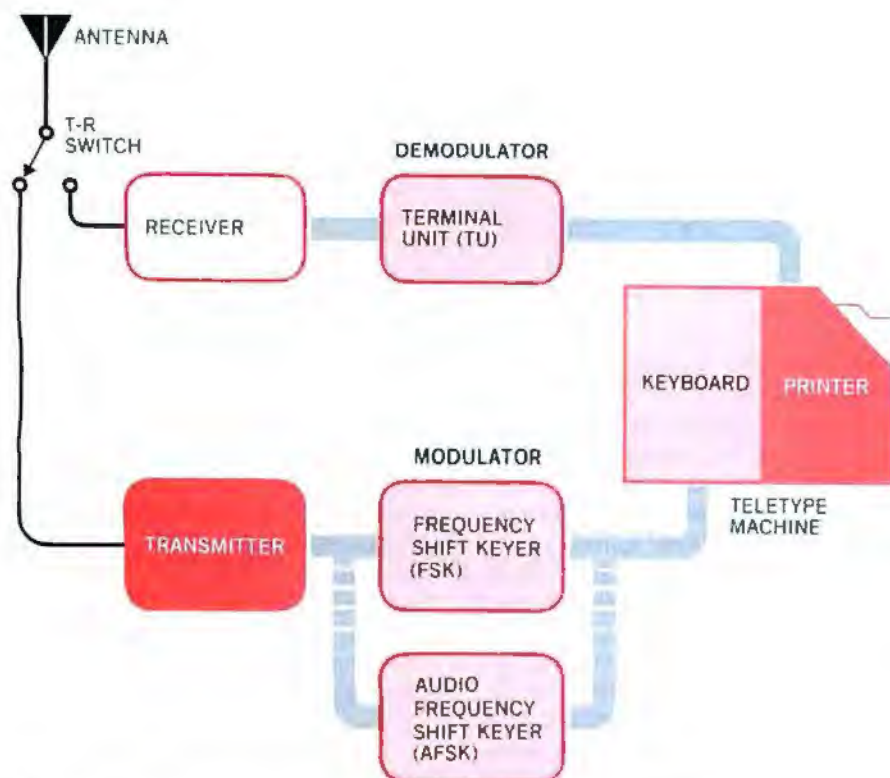 ANTENNA
T-R
SWITCH
DEMODULATOR
RECEIVER
TERMINAL
UNIT (TU)
KEYBOARD
PRINTER
MODULATOR
TELETYPE
MACHINE
TRANSMITTER
FREQUENCY
SHIFT KEYER
(FSK)
AUDIO
FREQUENCY
SHIFT KEYER
(AFSK)